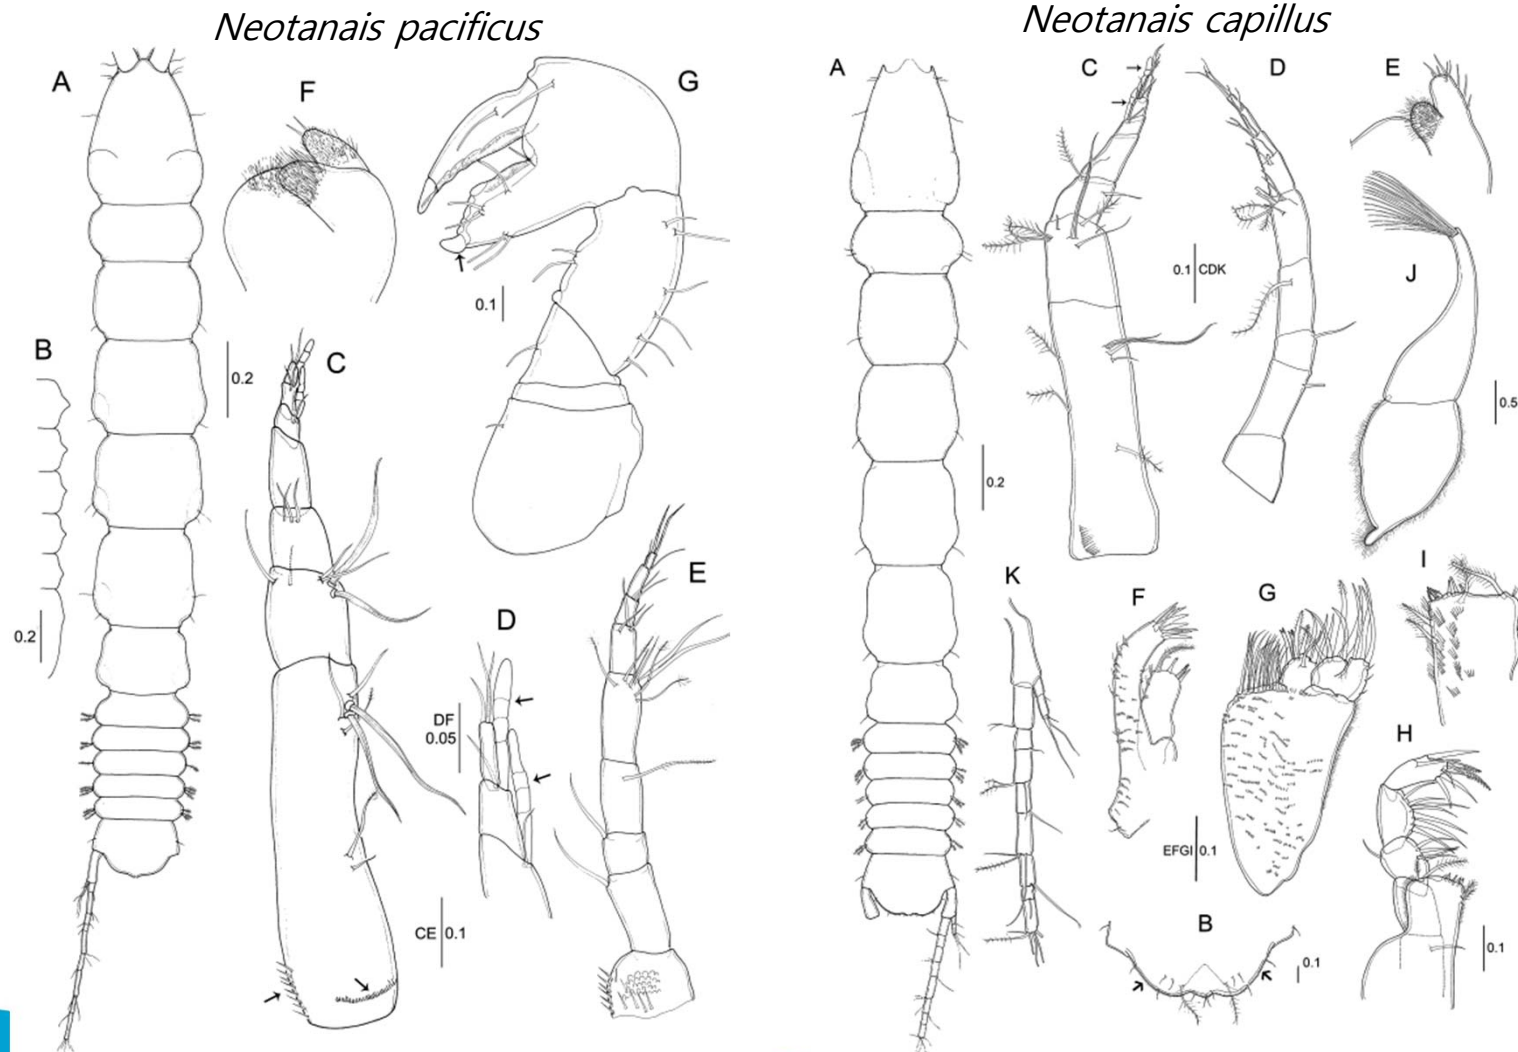 Neotanais pacificus
Neotanais capillus
A
F
G
B
0.2
C
0.1
0.2
D
E
DF
0.05
CE 0.1
A
C
D
E
0.1 CDK
J
0.5
0.2
K
F
G
I
EFGI 0.1
H
B
0.1
0.1